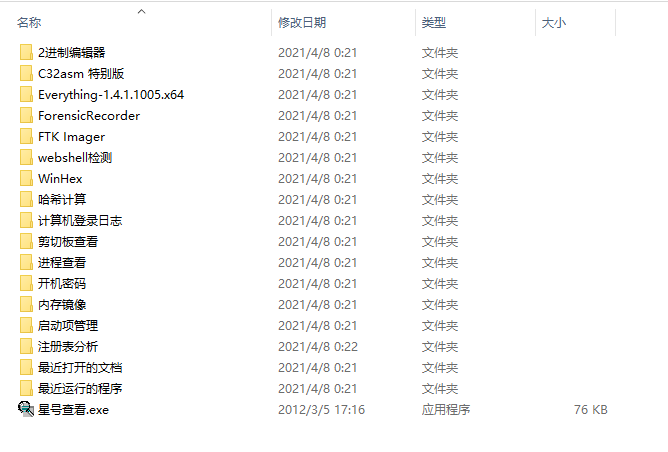 名称 修改日期 类型 大小
2进制编辑器 2021/4/8 0:21 文件夹
C32asm 特别版 2021/4/8 0:21 文件夹
Everything-1.4.1.1005.x64 2021/4/8 0:21 文件夹
ForensicRecorder 2021/4/8 0:21 文件夹
FTK Imager 2021/4/8 0:21 文件夹
webshell检测 2021/4/8 0:21 文件夹
WinHex 2021/4/8 0:21 文件夹
哈希计算 2021/4/8 0:21 文件夹
计算机登录日志 2021/4/8 0:21 文件夹
剪切板查看 2021/4/8 0:21 文件夹
进程查看 2021/4/8 0:21 文件夹
开机密码 2021/4/8 0:21 文件夹
内存镜像 2021/4/8 0:21 文件夹
启动项管理 2021/4/8 0:21 文件夹
注册表分析 2021/4/8 0:22 文件夹
最近打开的文档 2021/4/8 0:21 文件夹
最近运行的程序 2021/4/8 0:21 文件夹
星号查看.exe 2012/3/5 17:16 应用程序 76 KB